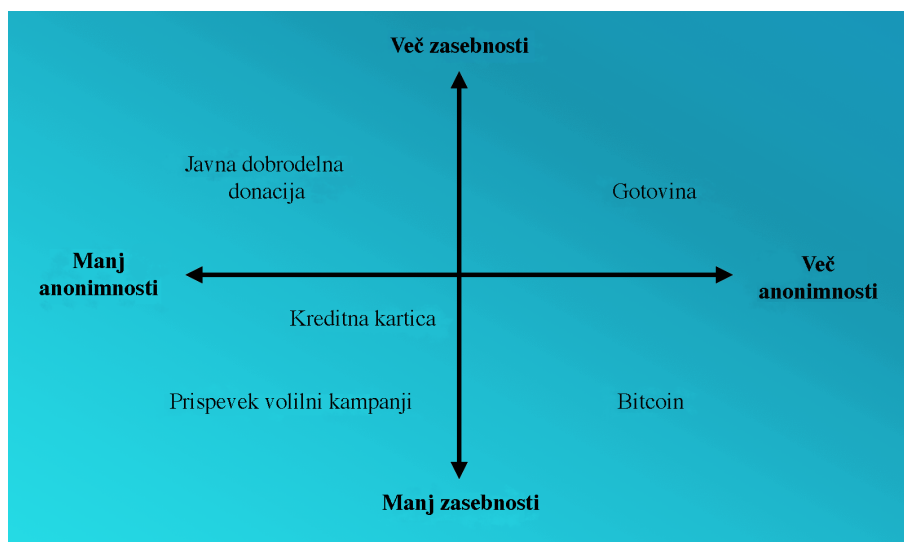 Več zasebnosti
Javna dobrodelna
donacija
Gotovina
Manj
anonimnosti
Več
anonimnosti
Kreditna kartica
Prispevek volilni kampanji
Bitcoin
Manj zasebnosti